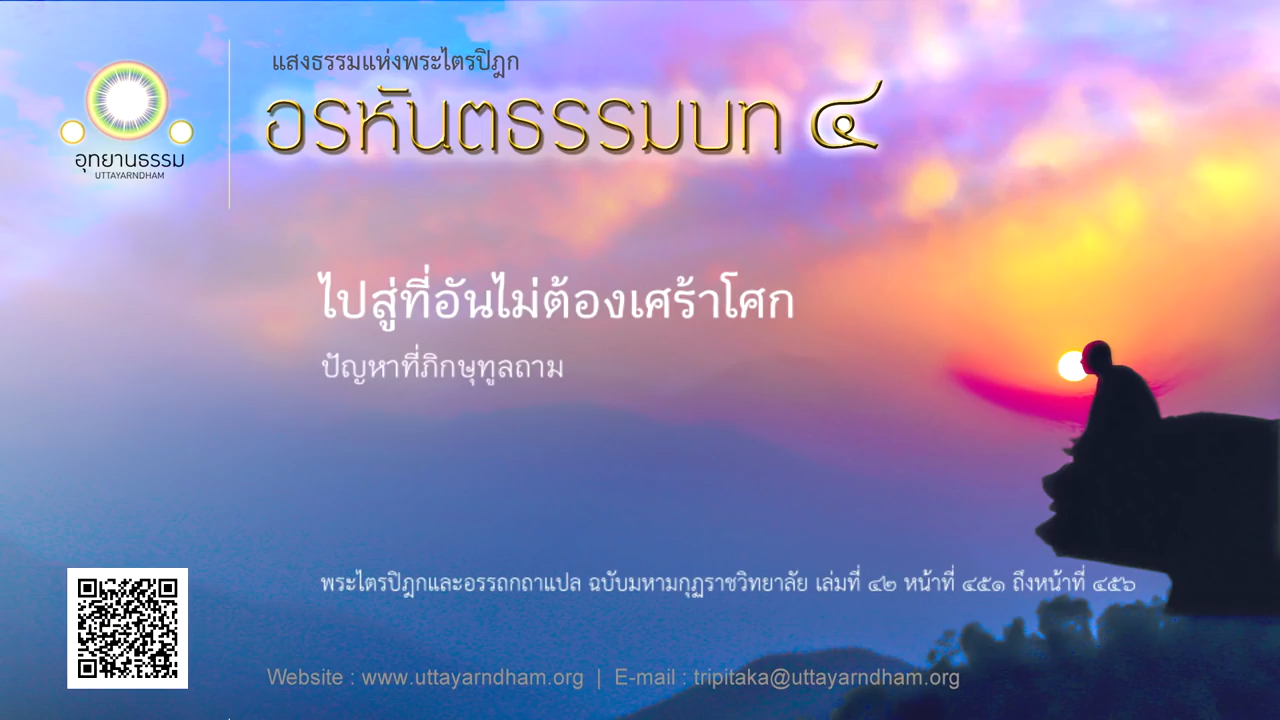 แสงธรรมแห่งพระไตรปิฎก
อรหันตธรรมบท ๔
อุทยานธรรม
UTTAYARNDHAM
ไปสู่ที่อันไม่ต้องเศร้าโศก
ปัญหาที่ภิกษุทูลถาม
พระไตรปิฎกและอรรถกถาแปล ฉบับมหามกุฏราชวิทยาลัย เล่มที่ ๔๒ หน้าที่ ๔๕๑ ถึงหน้าที่ ๔๕๖
Website : www.uttayarndham.org | E-mail : tripitaka@uttayarndham.org